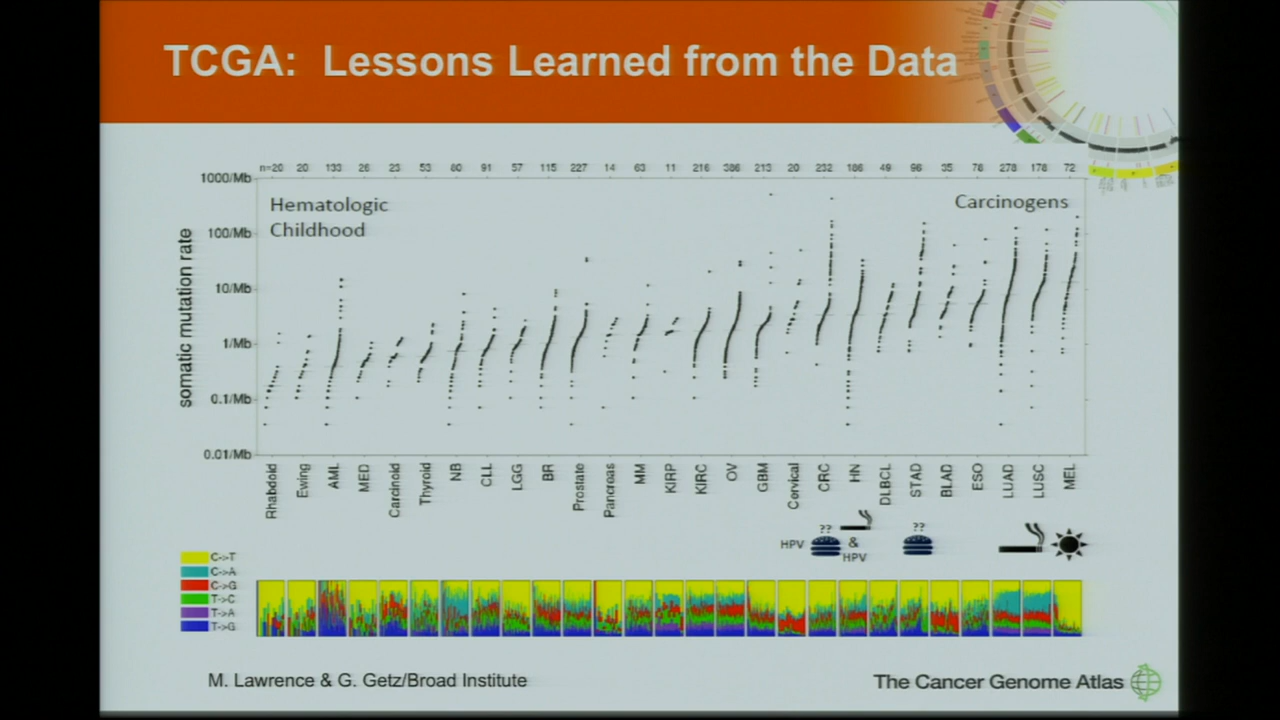 TCGA: Lessons Learned from the Data
n=20 20 133 26 23 53 80 91 57 115 227 14 63 11 216 386 213 20 232 186 49 96 35 78 278 178 72
1000/Mb
100/Mb
10/Mb
1/Mb
0.1/Mb
0.01/Mb
somatic mutation rate
Hematologic
Childhood
Carcinogens
Rhabdoid Ewing AML MED Carcinoid Thyroid NB CLL LGG BR Prostate Pancreas MM KIRP KIRC OV GBM Cervical CRC HN DLBCL STAD BLAD ESO LUAD LUSC MEL
?? ??
HPV &
HPV
C->T
C->A
C->G
T->C
T->A
T->G
M. Lawrence & G. Getz/Broad Institute
The Cancer Genome Atlas